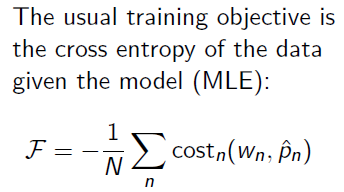 The usual training objective is
the cross entropy of the data
given the model (MLE):
ℱ = −1/N ∑ₙ costₙ(wₙ, p̂ₙ)